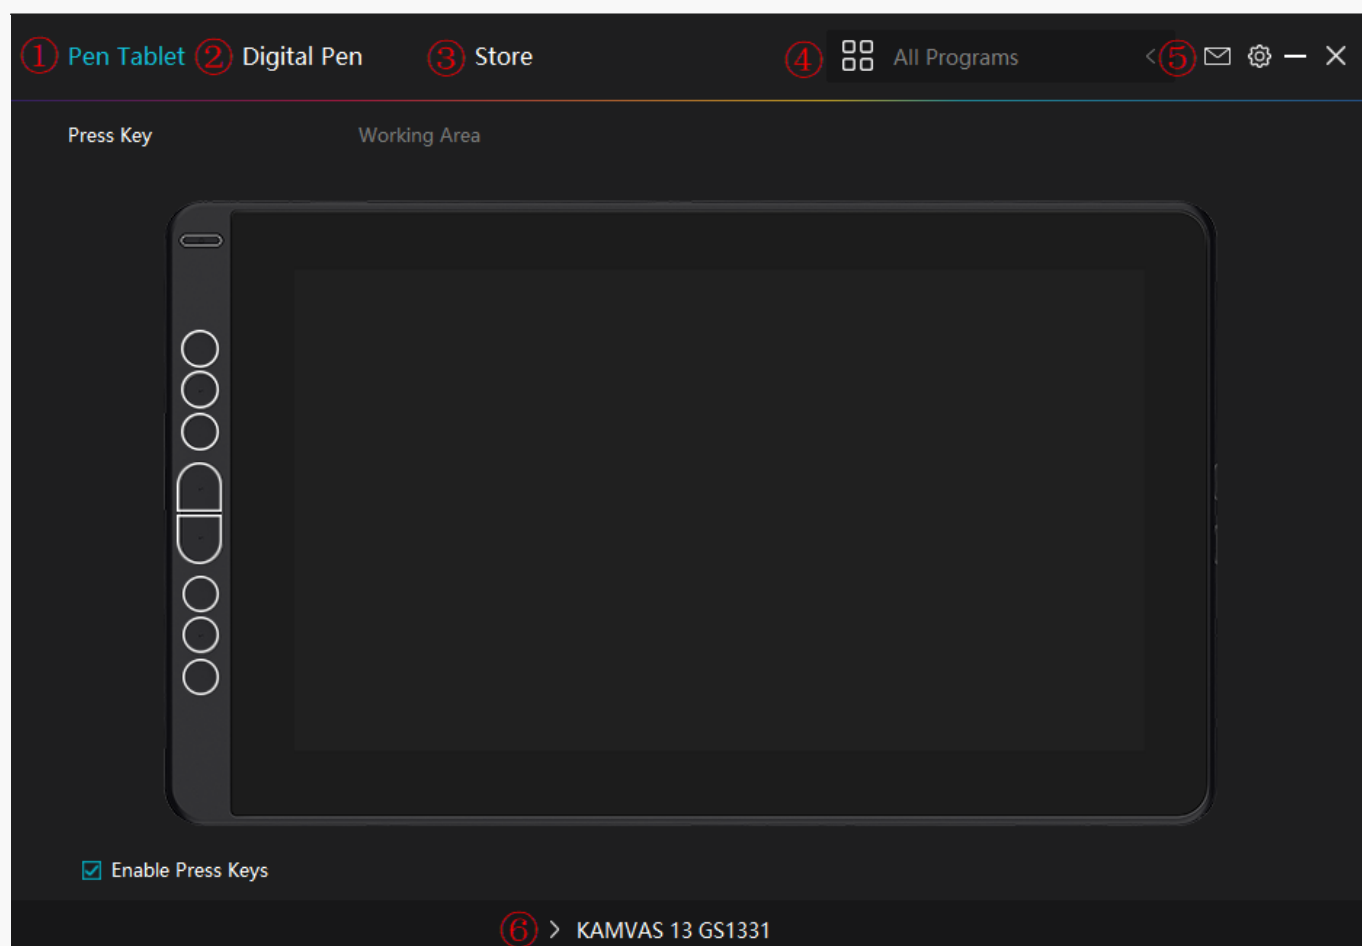 ① Pen Tablet ② Digital Pen ③ Store ④ All Programs ⑤
Press Key Working Area
Enable Press Keys
⑥ > KAMVAS 13 GS1331